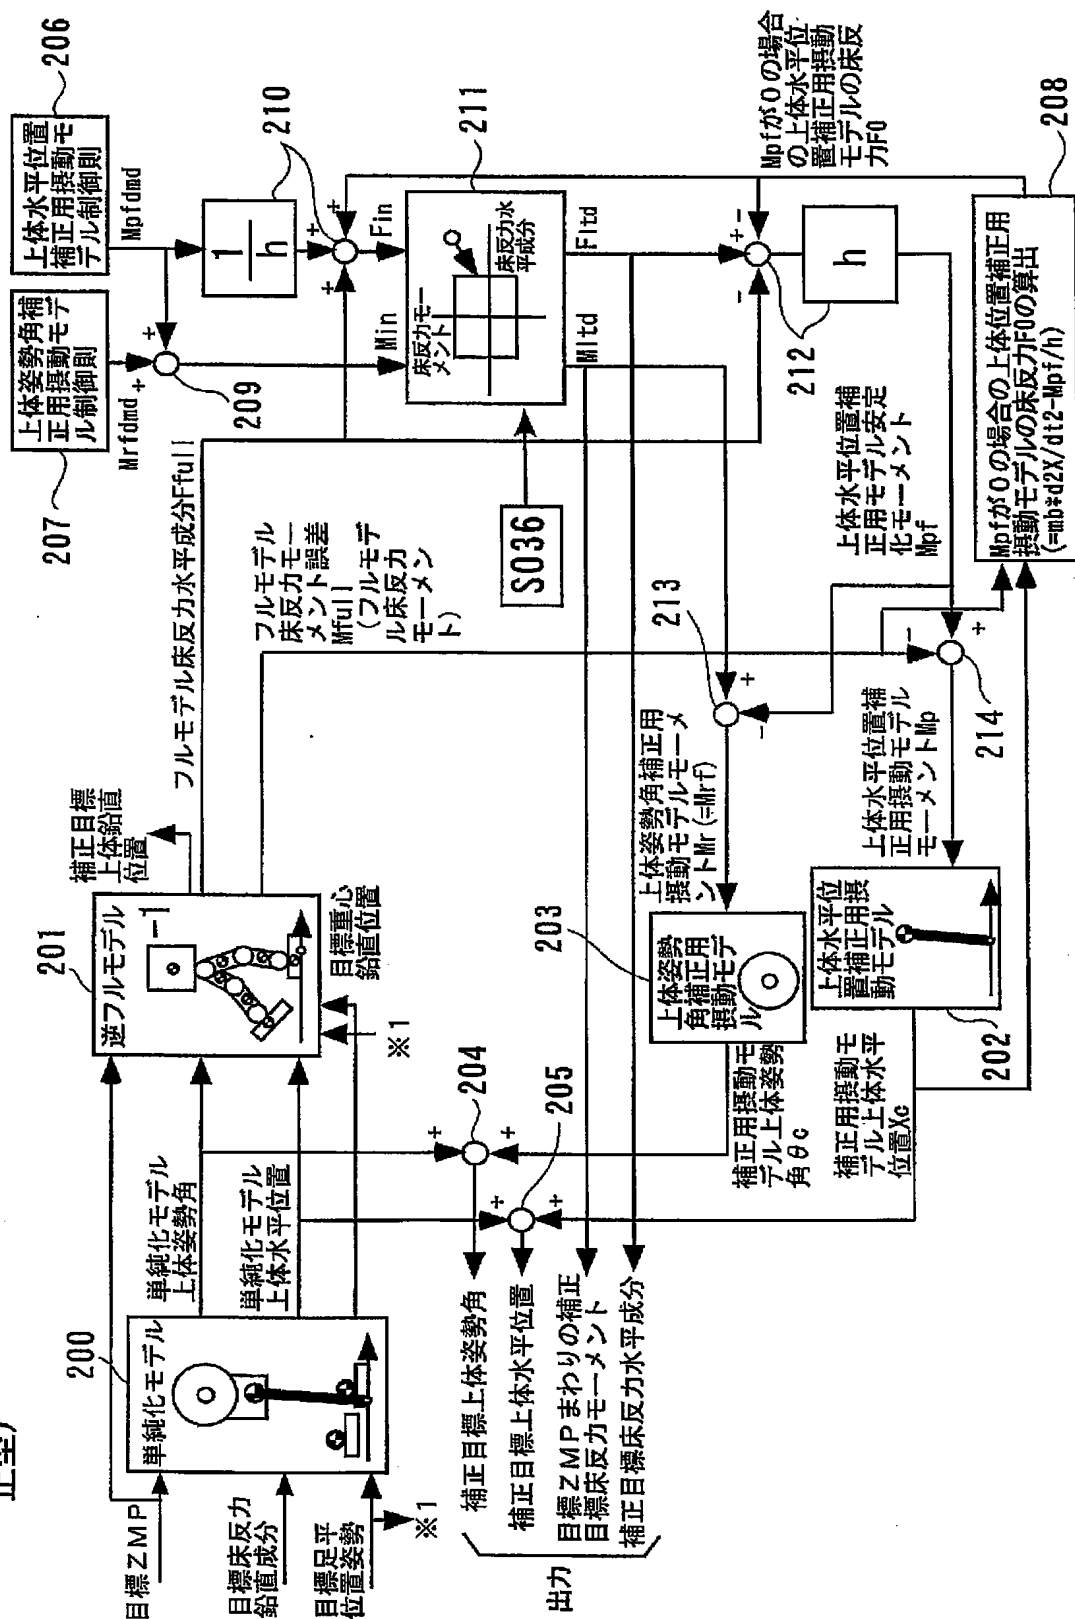 正型)
目標ZMP
目標床反力
鉛直成分
目標足平
位置姿勢
※1
200
単純化モデル
単純化モデル
上体姿勢角
単純化モデル
上体水平位置
201
逆フルモデル
-1
※1
目標重心
鉛直位置
補正目標
上体鉛直
位置
フルモデル床反力水平成分Ffull
フルモデル
床反力モー
メント誤差
Mfull
(フルモデ
ル床反力
モーメン
ト)
207
上体姿勢角補
正用摂動モデ
ル制御則
Mrfdmd
206
上体水平位置
補正用摂動モ
デル制御則
Mpfdmd
+
+
209
1
h
210
+
+
+
Fin
Min
211
床反力モー
メント
床反力水
平成分
S036
Mltd
Fltd
+
-
-
212
h
Mpfが0の場合
の上体水平位
置補正用摂動
モデルの床反
力F0
208
Mpfが0の場合の上体位置補正用
摂動モデルの床反力F0の算出
(=mb*d2X/dt2-Mpf/h)
上体水平位置補
正用モデル安定
化モーメント
Mpf
213
+
-
214
-
+
上体姿勢角補正用
摂動モデルモーメ
ントMr(=Mrf)
上体水平位置補
正用摂動モデル
モーメントMp
203
上体姿勢
角補正用
摂動モデ
ル
202
上体水平位
置補正用摂
動モデル
補正用摂動モ
デル上体姿勢
角θc
補正用摂動モ
デル上体水平
位置Xc
204
+
+
205
+
+
出力
補正目標上体姿勢角
補正目標上体水平位置
目標ZMPまわりの補正
目標床反力モーメント
補正目標床反力水平成分